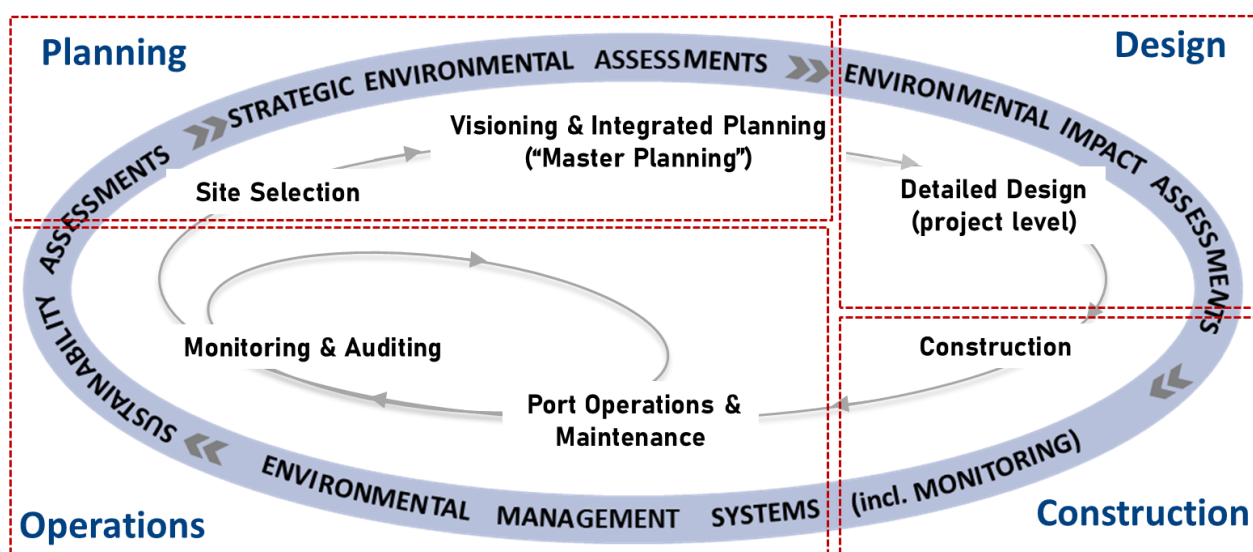 Planning
Design
STRATEGIC ENVIRONMENTAL ASSESSMENTS
ENVIRONMENTAL IMPACT ASSESSMENTS
Visioning & Integrated Planning
(“Master Planning”)
Site Selection
Detailed Design
(project level)
Monitoring & Auditing
Construction
Port Operations &
Maintenance
SUSTAINABILITY ASSESSMENTS
ENVIRONMENTAL MANAGEMENT SYSTEMS (incl. MONITORING)
Operations
Construction